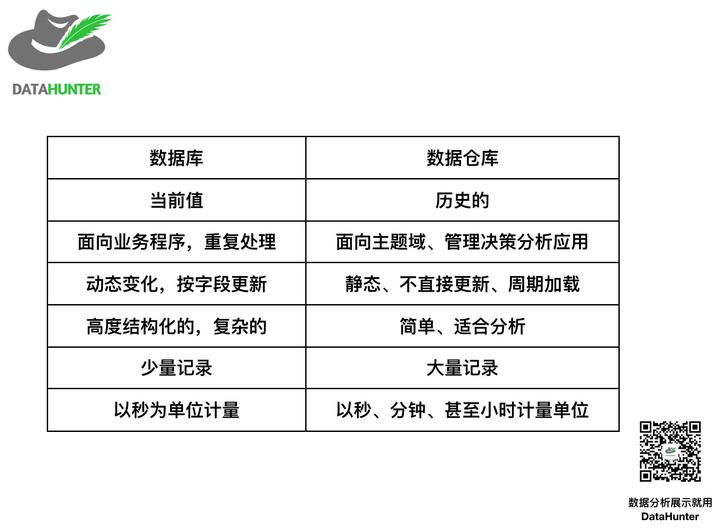 DATAHUNTER
数据库 数据仓库
当前值 历史的
面向业务程序，重复处理 面向主题域、管理决策分析应用
动态变化，按字段更新 静态、不直接更新、周期加载
高度结构化的，复杂的 简单、适合分析
少量记录 大量记录
以秒为单位计量 以秒、分钟、甚至小时计量单位
数据分析展示就用
DataHunter